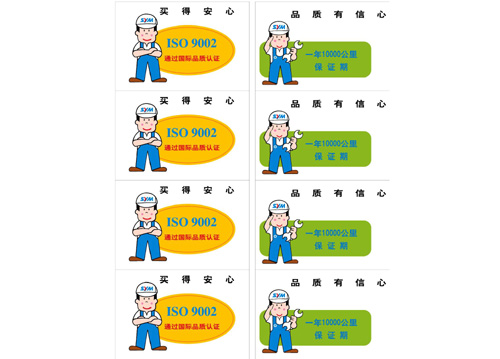 买 得 安 心
SYM
ISO 9002
通过国际品质认证
品 质 有 信 心
一年10000公里
保 证 期
买 得 安 心
SYM
ISO 9002
通过国际品质认证
品 质 有 信 心
SYM
一年10000公里
保 证 期
买 得 安 心
SYM
ISO 9002
通过国际品质认证
品 质 有 信 心
SYM
一年10000公里
保 证 期
买 得 安 心
SYM
ISO 9002
通过国际品质认证
品 质 有 信 心
SYM
一年10000公里
保 证 期